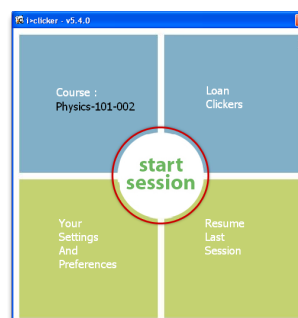 i>clicker - v5.4.0
Course :
Physics-101-002
Loan
Clickers
start
session
Your
Settings
And
Preferences
Resume
Last
Session